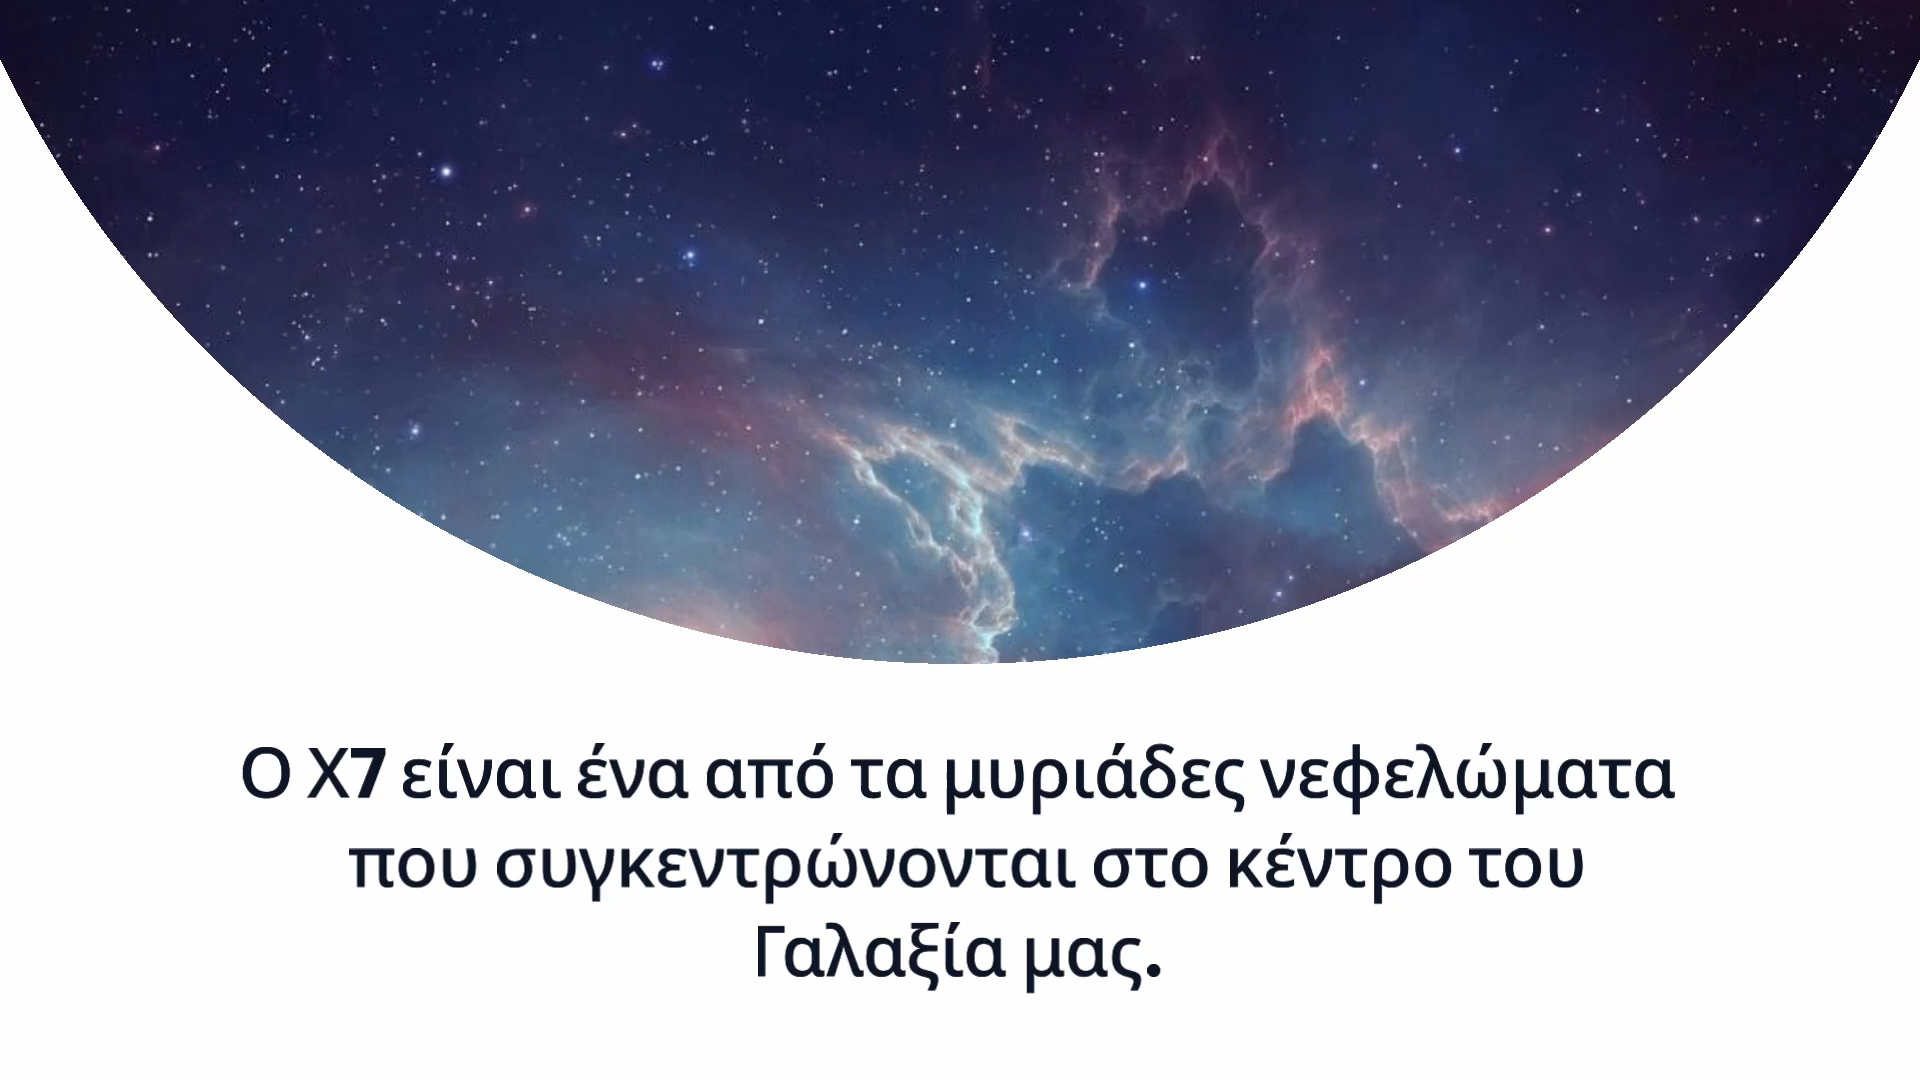 Ο Χ7 είναι ένα από τα μυριάδες νεφελώματα
που συγκεντρώνονται στο κέντρο του
Γαλαξία μας.